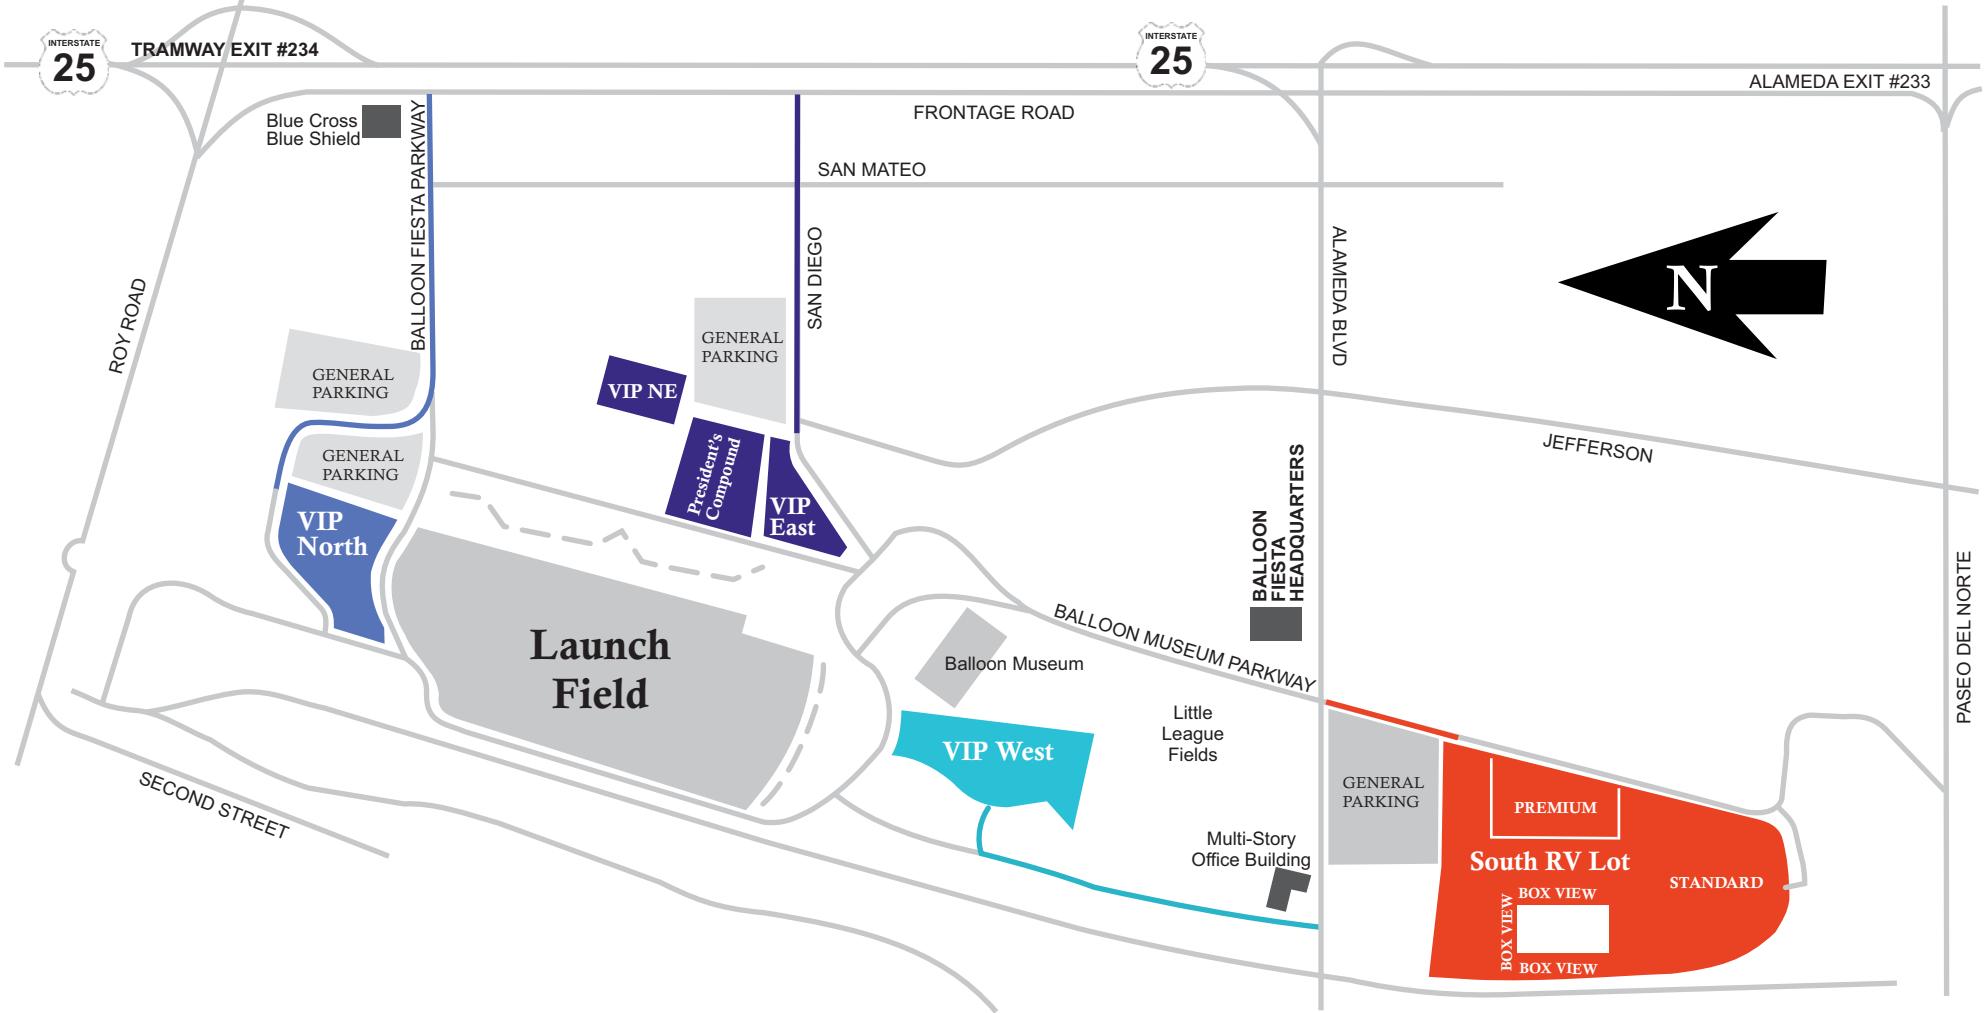 INTERSTATE
25
TRAMWAY EXIT #234
INTERSTATE
25
ALAMEDA EXIT #233
FRONTAGE ROAD
Blue Cross
Blue Shield
BALLOON FIESTA PARKWAY
SAN MATEO
SAN DIEGO
ALAMEDA BLVD
N
ROY ROAD
GENERAL
PARKING
GENERAL
PARKING
VIP NE
GENERAL
PARKING
JEFFERSON
President's
Compound
VIP
East
VIP
North
BALLOON
FIESTA
HEADQUARTERS
PASEO DEL NORTE
Launch
Field
BALLOON MUSEUM PARKWAY
Balloon Museum
Little
League
Fields
VIP West
SECOND STREET
GENERAL
PARKING
PREMIUM
Multi-Story
Office Building
South RV Lot
STANDARD
BOX VIEW
BOX VIEW
BOX VIEW